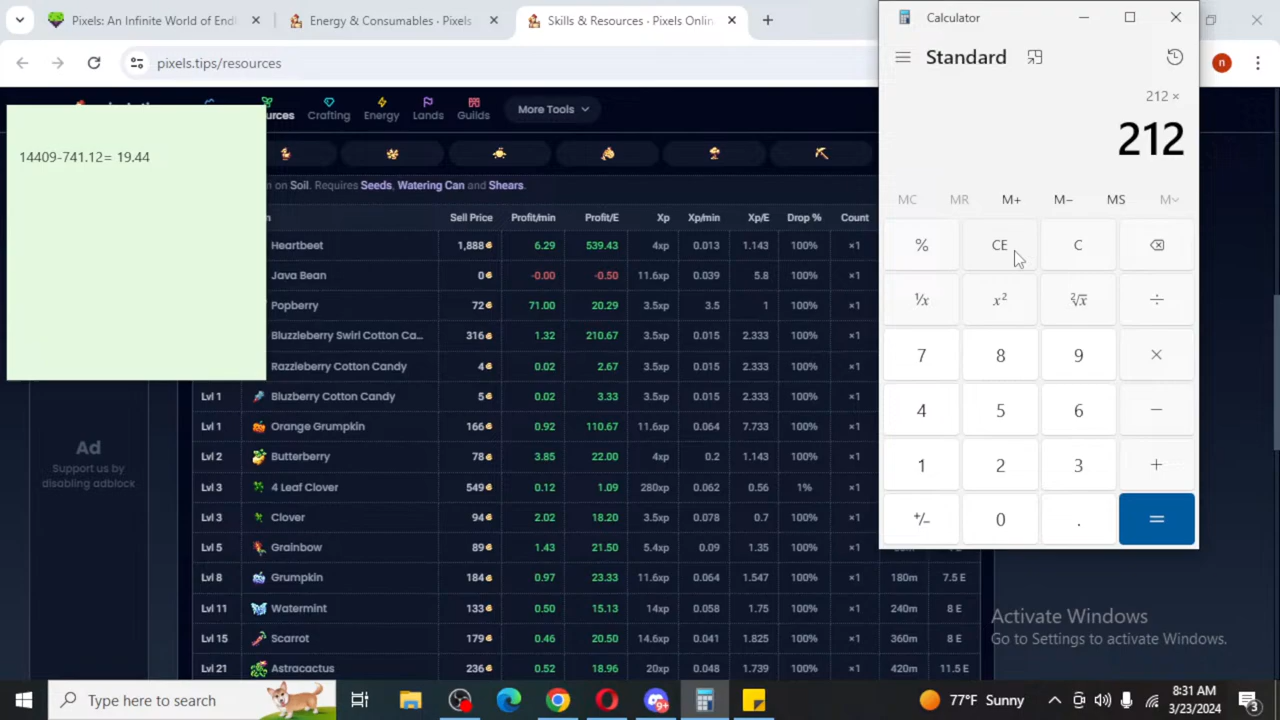 Pixels: An Infinite World of Endl
Energy & Consumables · Pixels
Skills & Resources · Pixels Onlin
pixels.tips/resources
n
Calculator
Standard
212 ×
212
MC MR M+ M− MS M˅
% CE C
⅟x x² ²√x ÷
7 8 9 ×
4 5 6 −
1 2 3 +
+/− 0 . =
urces Crafting Energy Lands Guilds More Tools
14409-741.12= 19.44
n on Soil. Requires Seeds, Watering Can and Shears.
n Sell Price Profit/min Profit/E Xp Xp/min Xp/E Drop % Count
Heartbeet 1,888 6.29 539.43 4xp 0.013 1.143 100% ×1
Java Bean 0 -0.00 -0.50 11.6xp 0.039 5.8 100% ×1
Popberry 72 71.00 20.29 3.5xp 3.5 1 100% ×1
Bluzzleberry Swirl Cotton Ca... 316 1.32 210.67 3.5xp 0.015 2.333 100% ×1
Razzleberry Cotton Candy 4 0.02 2.67 3.5xp 0.015 2.333 100% ×1
Lvl 1 Bluzberry Cotton Candy 5 0.02 3.33 3.5xp 0.015 2.333 100% ×1
Lvl 1 Orange Grumpkin 166 0.92 110.67 11.6xp 0.064 7.733 100% ×1
Lvl 2 Butterberry 78 3.85 22.00 4xp 0.2 1.143 100% ×1
Lvl 3 4 Leaf Clover 549 0.12 1.09 280xp 0.062 0.56 1% ×1
Lvl 3 Clover 94 2.02 18.20 3.5xp 0.078 0.7 100% ×1
Lvl 5 Grainbow 89 1.43 21.50 5.4xp 0.09 1.35 100% ×1
Lvl 8 Grumpkin 184 0.97 23.33 11.6xp 0.064 1.547 100% ×1 180m 7.5 E
Lvl 11 Watermint 133 0.50 15.13 14xp 0.058 1.75 100% ×1 240m 8 E
Lvl 15 Scarrot 179 0.46 20.50 14.6xp 0.041 1.825 100% ×1 360m 8 E
Lvl 21 Astracactus 236 0.52 18.96 20xp 0.048 1.739 100% ×1 420m 11.5 E
Ad
Support us by
disabling adblock
Activate Windows
Go to Settings to activate Windows.
Type here to search
9+
77°F Sunny
8:31 AM
3/23/2024
3